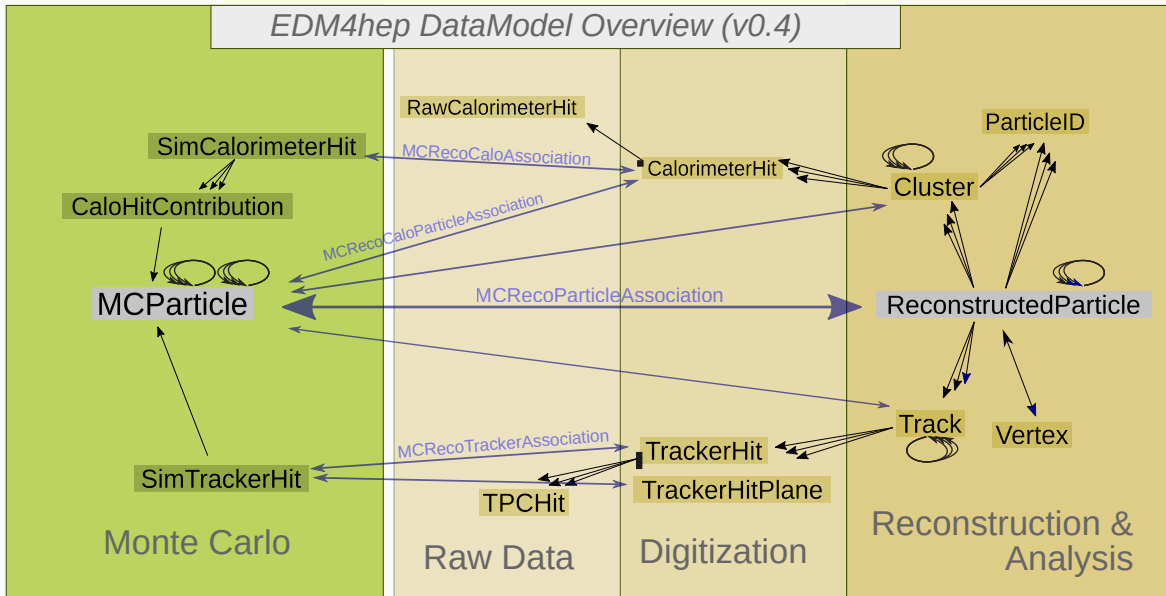 EDM4hep DataModel Overview (v0.4)
RawCalorimeterHit
ParticleID
SimCalorimeterHit
MCRecoCaloAssociation
CalorimeterHit
Cluster
CaloHitContribution
MCRecoCaloParticleAssociation
MCParticle
MCRecoParticleAssociation
ReconstructedParticle
Track
Vertex
MCRecoTrackerAssociation
TrackerHit
SimTrackerHit
TPCHit
TrackerHitPlane
Monte Carlo
Raw Data
Digitization
Reconstruction &
Analysis